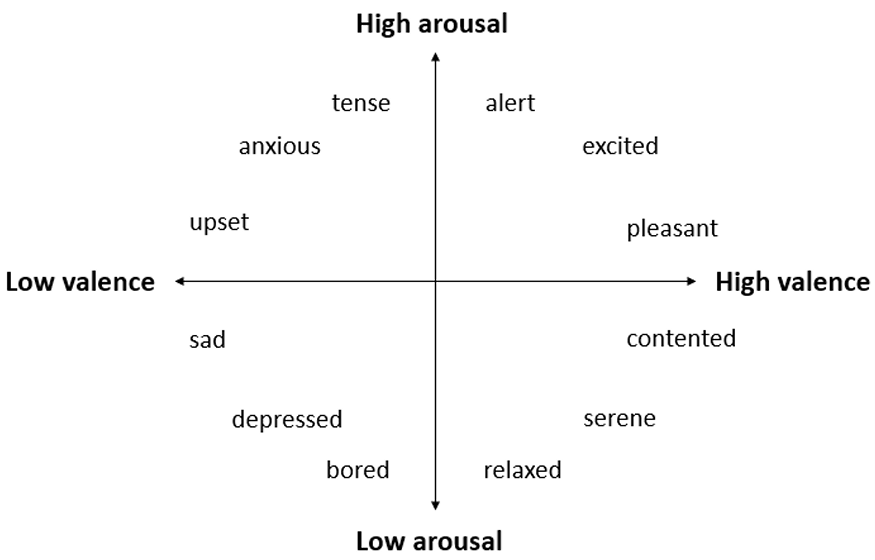 High arousal
tense
alert
anxious
excited
upset
pleasant
Low valence
High valence
sad
contented
depressed
serene
bored
relaxed
Low arousal